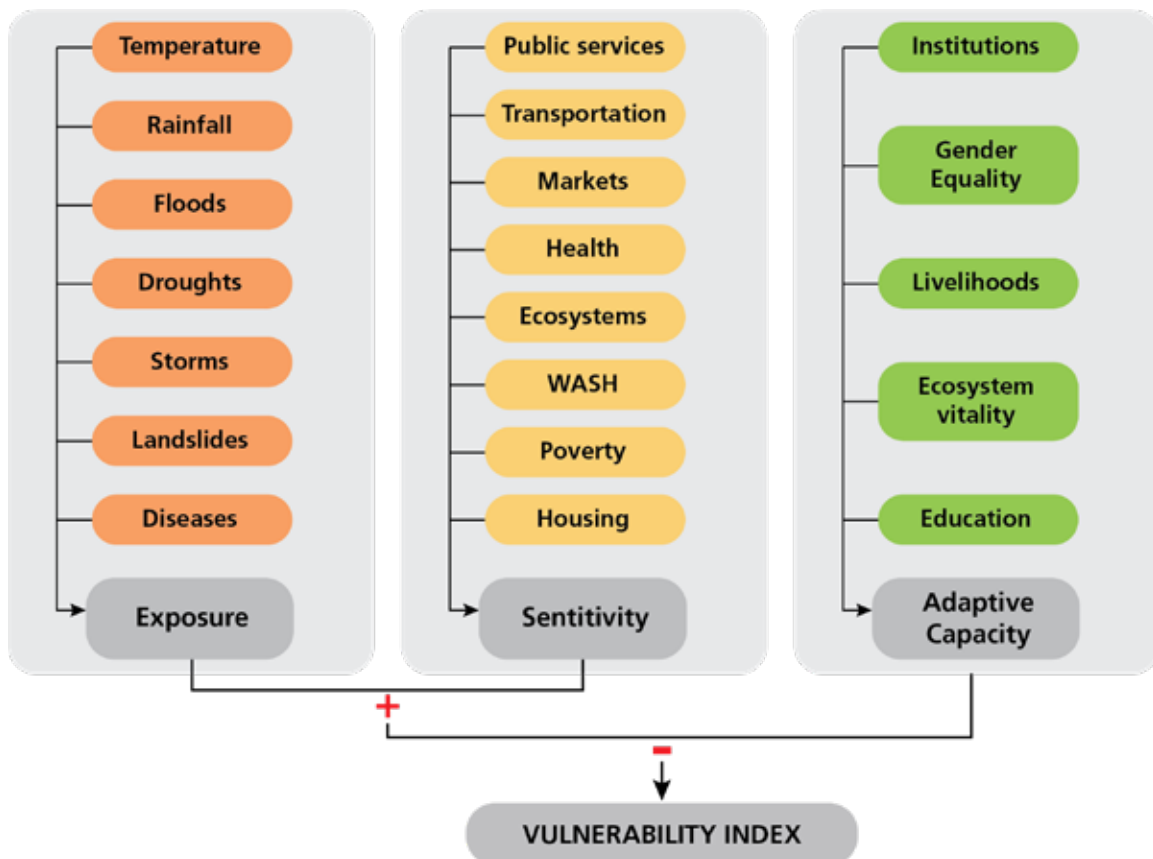 Temperature
Rainfall
Floods
Droughts
Storms
Landslides
Diseases
Exposure
Public services
Transportation
Markets
Health
Ecosystems
WASH
Poverty
Housing
Sentitivity
Institutions
Gender
Equality
Livelihoods
Ecosystem
vitality
Education
Adaptive
Capacity
+
-
VULNERABILITY INDEX